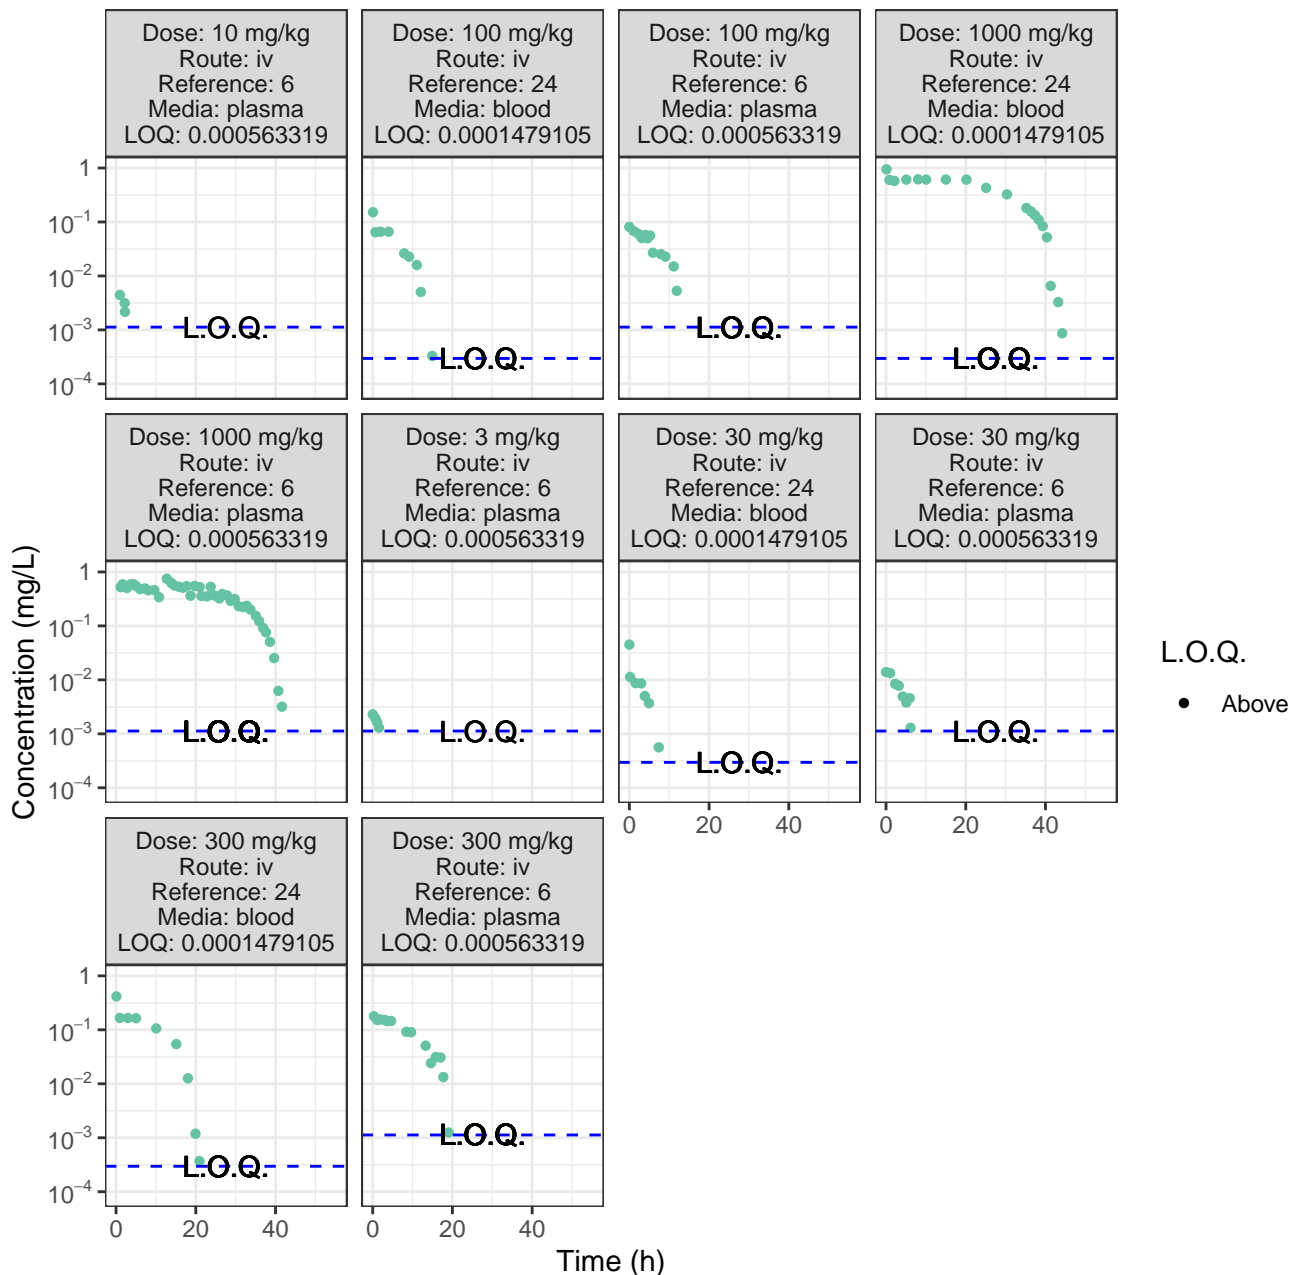 Dose: 10 mg/kg
Route: iv
Reference: 6
Media: plasma
LOQ: 0.000563319
Dose: 100 mg/kg
Route: iv
Reference: 24
Media: blood
LOQ: 0.0001479105
Dose: 100 mg/kg
Route: iv
Reference: 6
Media: plasma
LOQ: 0.000563319
Dose: 1000 mg/kg
Route: iv
Reference: 24
Media: blood
LOQ: 0.0001479105
1
10⁻¹
10⁻²
10⁻³
10⁻⁴
L.O.Q.
L.O.Q.
L.O.Q.
L.O.Q.
Dose: 1000 mg/kg
Route: iv
Reference: 6
Media: plasma
LOQ: 0.000563319
Dose: 3 mg/kg
Route: iv
Reference: 6
Media: plasma
LOQ: 0.000563319
Dose: 30 mg/kg
Route: iv
Reference: 24
Media: blood
LOQ: 0.0001479105
Dose: 30 mg/kg
Route: iv
Reference: 6
Media: plasma
LOQ: 0.000563319
1
10⁻¹
10⁻²
10⁻³
10⁻⁴
L.O.Q.
L.O.Q.
L.O.Q.
L.O.Q.
0 20 40
0 20 40
Dose: 300 mg/kg
Route: iv
Reference: 24
Media: blood
LOQ: 0.0001479105
Dose: 300 mg/kg
Route: iv
Reference: 6
Media: plasma
LOQ: 0.000563319
1
10⁻¹
10⁻²
10⁻³
10⁻⁴
L.O.Q.
L.O.Q.
0 20 40
0 20 40
Time (h)
Concentration (mg/L)
L.O.Q.
Above